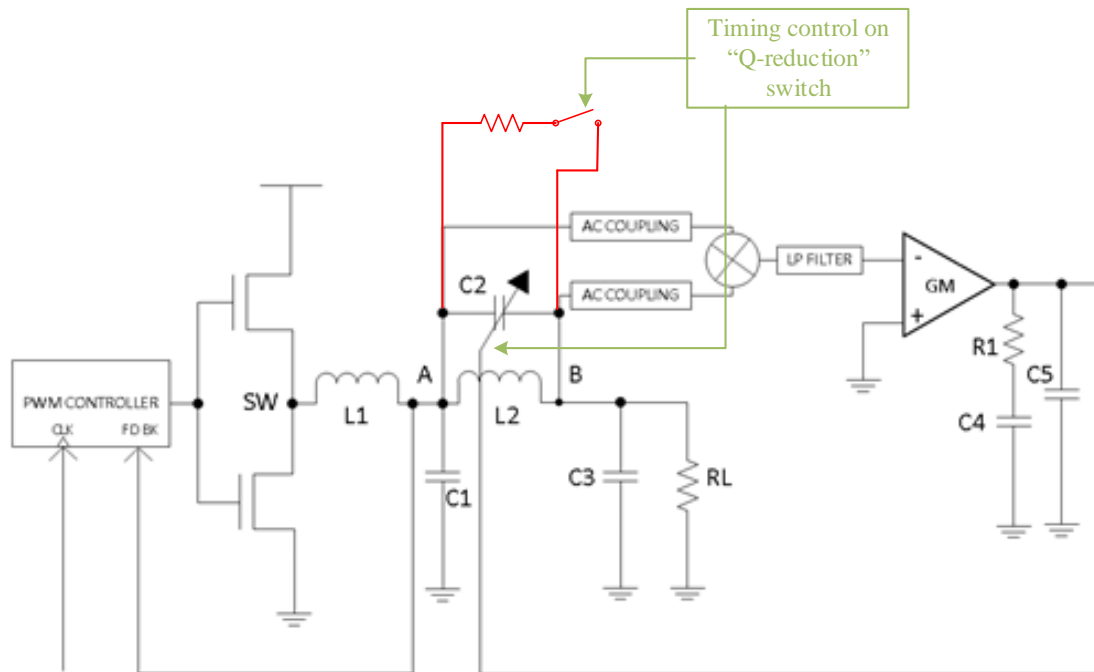 Timing control on
“Q-reduction”
switch
AC COUPLING
AC COUPLING
LP FILTER
-
+
GM
C2
A
B
R1
C5
PWM CONTROLLER
CLK
FD BK
SW
L1
L2
C4
C1
C3
RL